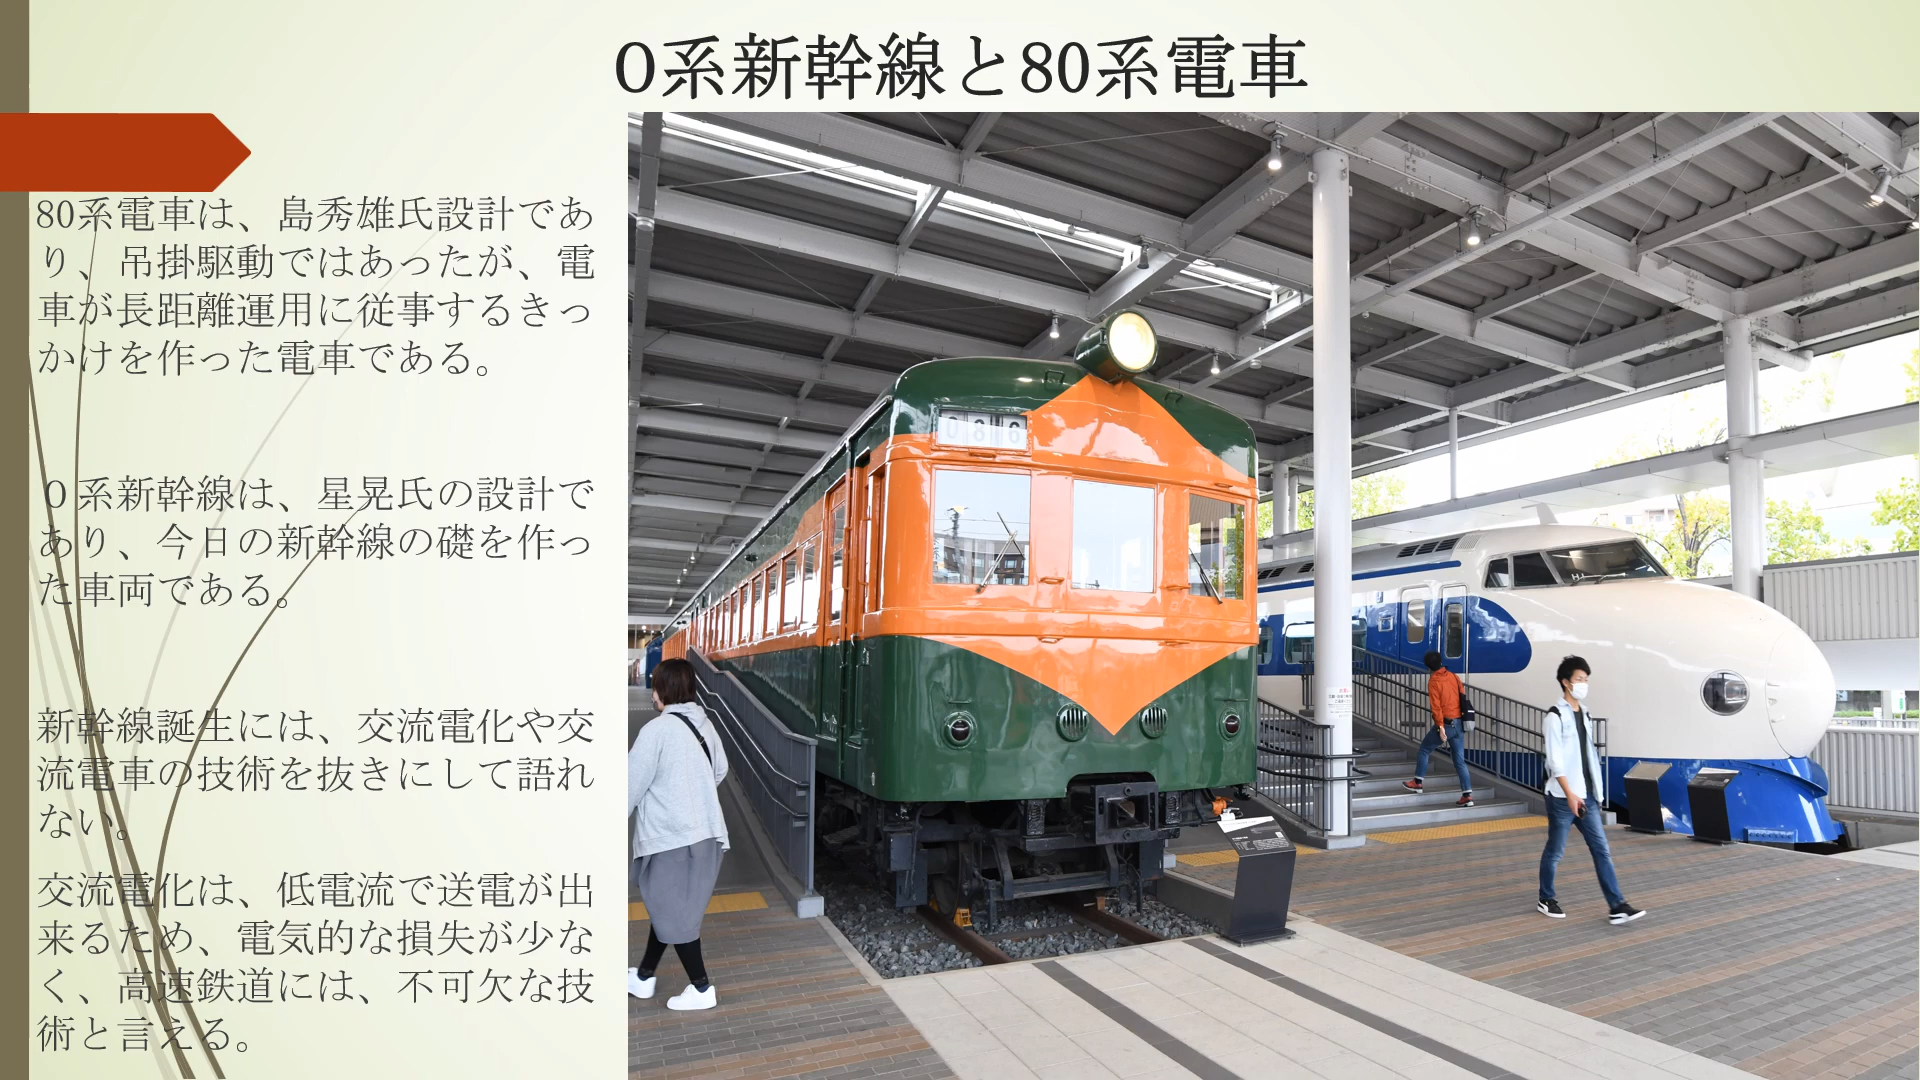 0系新幹線と80系電車
80系電車は、島秀雄氏設計であ
り、吊掛駆動ではあったが、電
車が長距離運用に従事するきっ
かけを作った電車である。
０系新幹線は、星晃氏の設計で
あり、今日の新幹線の礎を作っ
た車両である。
新幹線誕生には、交流電化や交
流電車の技術を抜きにして語れ
ない。
交流電化は、低電流で送電が出
来るため、電気的な損失が少な
く、高速鉄道には、不可欠な技
術と言える。
086